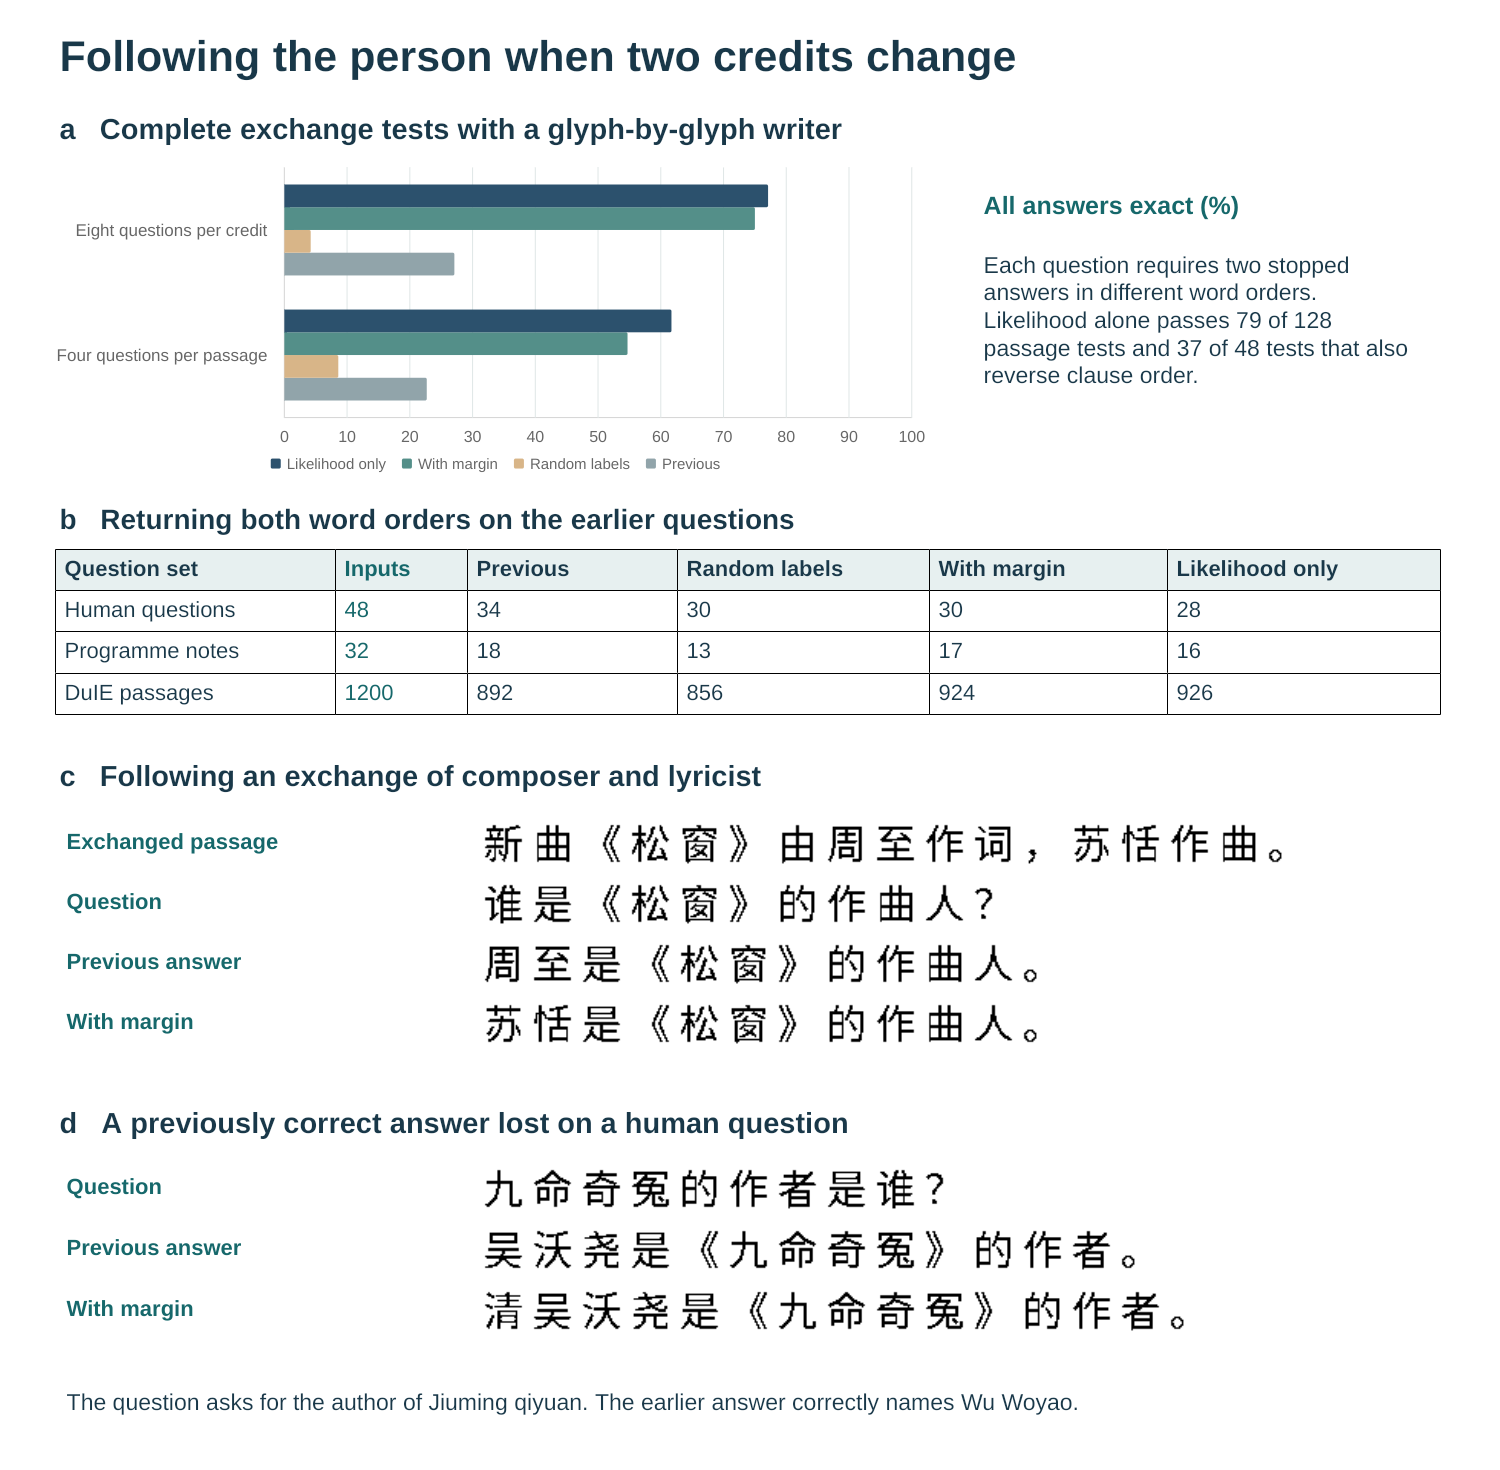 Following the person when two credits change
a Complete exchange tests with a glyph-by-glyph writer
Eight questions per credit
Four questions per passage
0 10 20 30 40 50 60 70 80 90 100
Likelihood only With margin Random labels Previous
All answers exact (%)
Each question requires two stopped
answers in different word orders.
Likelihood alone passes 79 of 128
passage tests and 37 of 48 tests that also
reverse clause order.
b Returning both word orders on the earlier questions
Question set Inputs Previous Random labels With margin Likelihood only
Human questions 48 34 30 30 28
Programme notes 32 18 13 17 16
DuIE passages 1200 892 856 924 926
c Following an exchange of composer and lyricist
Exchanged passage 新曲《松窗》由周至作词，苏恬作曲。
Question 谁是《松窗》的作曲人？
Previous answer 周至是《松窗》的作曲人。
With margin 苏恬是《松窗》的作曲人。
d A previously correct answer lost on a human question
Question 九命奇冤的作者是谁？
Previous answer 吴沃尧是《九命奇冤》的作者。
With margin 清吴沃尧是《九命奇冤》的作者。
The question asks for the author of Jiuming qiyuan. The earlier answer correctly names Wu Woyao.